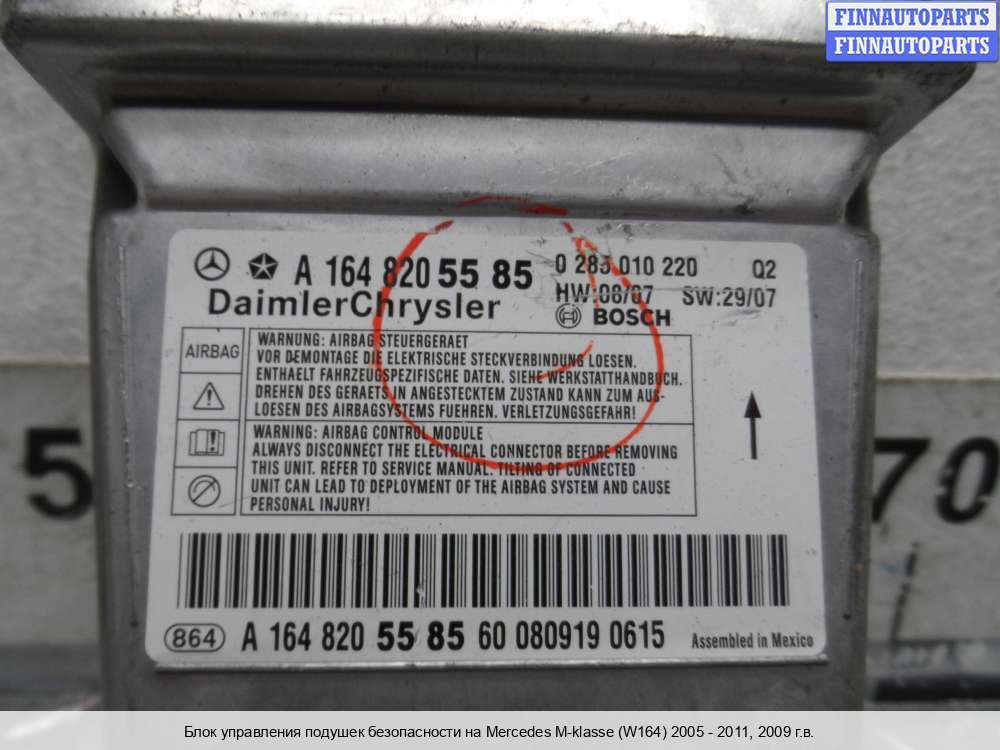 FINNAUTOPARTS
FINNAUTOPARTS
A 164 820 55 85
0 285 010 220 Q2
DaimlerChrysler
HW:08/07 SW:29/07
BOSCH
AIRBAG
WARNUNG: AIRBAG STEUERGERAET
VOR DEMONTAGE DIE ELEKTRISCHE STECKVERBINDUNG LOESEN.
ENTHAELT FAHRZEUGSPEZIFISCHE DATEN. SIEHE WERKSTATTHANDBUCH.
DREHEN DES GERAETS IN ANGESTECKTEM ZUSTAND KANN ZUM AUS-
LOESEN DES AIRBAGSYSTEMS FUEHREN. VERLETZUNGSGEFAHR!
WARNING: AIRBAG CONTROL MODULE
ALWAYS DISCONNECT THE ELECTRICAL CONNECTOR BEFORE REMOVING
THIS UNIT. REFER TO SERVICE MANUAL. TILTING OF CONNECTED
UNIT CAN LEAD TO DEPLOYMENT OF THE AIRBAG SYSTEM AND CAUSE
PERSONAL INJURY!
5
70
864 A 164 820 55 85 60 080919 0615 Assembled in Mexico
Блок управления подушек безопасности на Mercedes M-klasse (W164) 2005 - 2011, 2009 г.в.